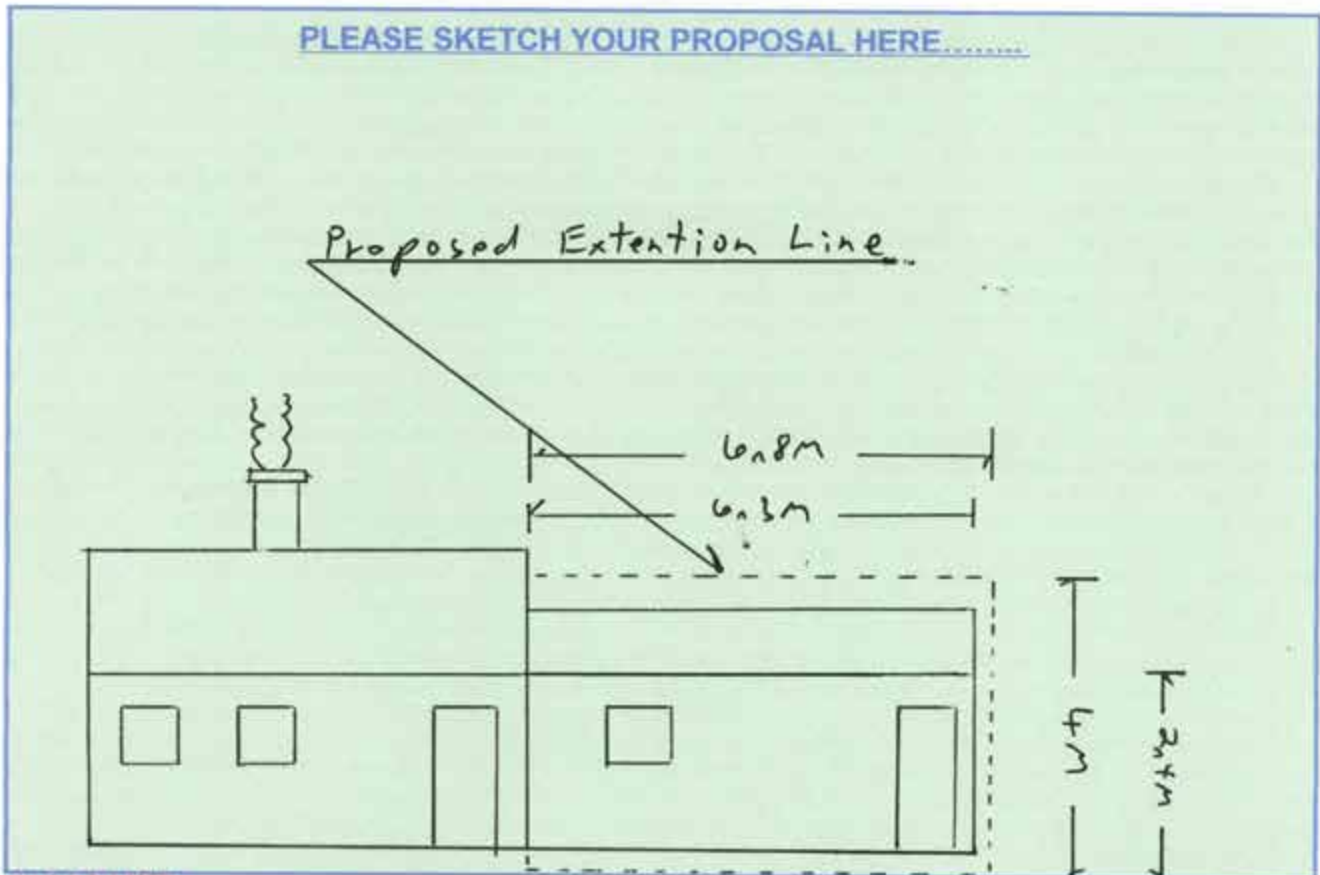 PLEASE SKETCH YOUR PROPOSAL HERE........
Proposed Extention Line
6.8m
6.3m
4m
2.4m